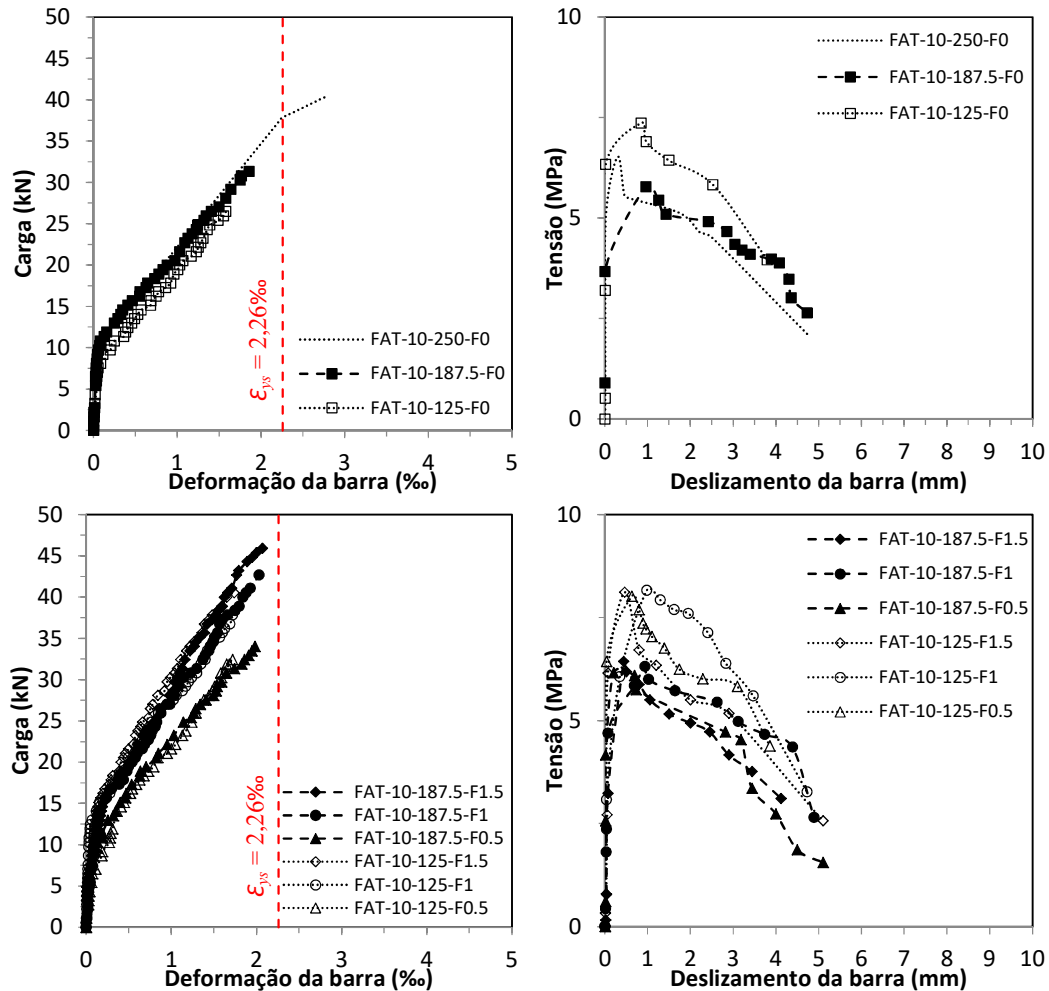 50
45
40
35
30
25
20
15
10
5
0
Carga (kN)
0 1 2 3 4 5
Deformação da barra (‰)
εys = 2,26‰
FAT-10-250-F0
FAT-10-187.5-F0
FAT-10-125-F0
10
5
0
Tensão (MPa)
0 1 2 3 4 5 6 7 8 9 10
Deslizamento da barra (mm)
FAT-10-250-F0
FAT-10-187.5-F0
FAT-10-125-F0
50
45
40
35
30
25
20
15
10
5
0
Carga (kN)
0 1 2 3 4 5
Deformação da barra (‰)
εys = 2,26‰
FAT-10-187.5-F1.5
FAT-10-187.5-F1
FAT-10-187.5-F0.5
FAT-10-125-F1.5
FAT-10-125-F1
FAT-10-125-F0.5
10
5
0
Tensão (MPa)
0 1 2 3 4 5 6 7 8 9 10
Deslizamento da barra (mm)
FAT-10-187.5-F1.5
FAT-10-187.5-F1
FAT-10-187.5-F0.5
FAT-10-125-F1.5
FAT-10-125-F1
FAT-10-125-F0.5